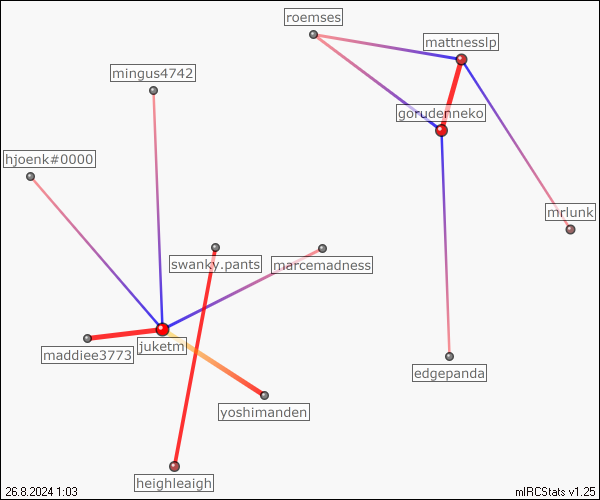 roemses
mattnesslp
mingus4742
gorudenneko
hjoenk#0000
mrlunk
swanky.pants
marcemadness
juketm
maddiee3773
edgepanda
yoshimanden
heighleaigh
26.8.2024 1:03
mIRCStats v1.25